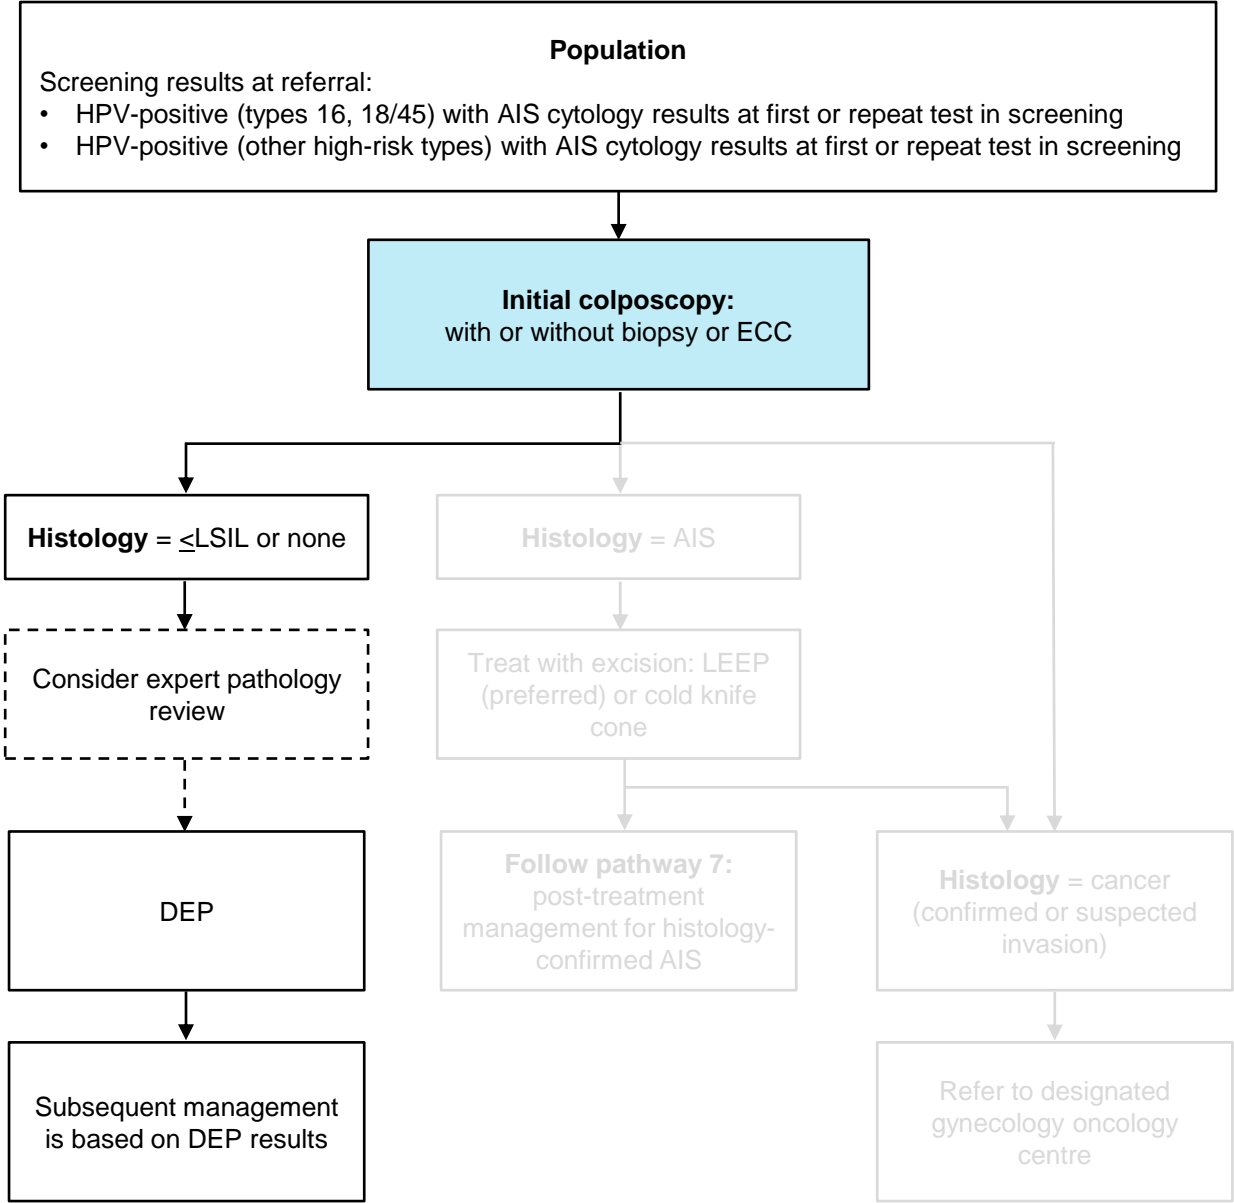 Population
Screening results at referral:
• HPV-positive (types 16, 18/45) with AIS cytology results at first or repeat test in screening
• HPV-positive (other high-risk types) with AIS cytology results at first or repeat test in screening
Initial colposcopy:
with or without biopsy or ECC
Histology = ≤LSIL or none
Histology = AIS
Consider expert pathology
review
Treat with excision: LEEP
(preferred) or cold knife
cone
DEP
Follow pathway 7:
post-treatment
management for histology-
confirmed AIS
Histology = cancer
(confirmed or suspected
invasion)
Subsequent management
is based on DEP results
Refer to designated
gynecology oncology
centre